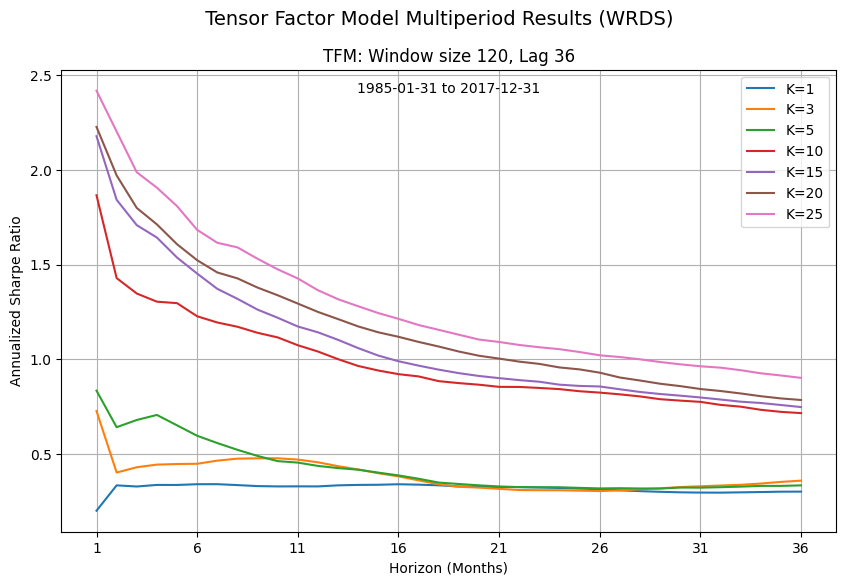 Tensor Factor Model Multiperiod Results (WRDS)
TFM: Window size 120, Lag 36
1985-01-31 to 2017-12-31
K=1
K=3
K=5
K=10
K=15
K=20
K=25
Annualized Sharpe Ratio
2.5
2.0
1.5
1.0
0.5
1 6 11 16 21 26 31 36
Horizon (Months)